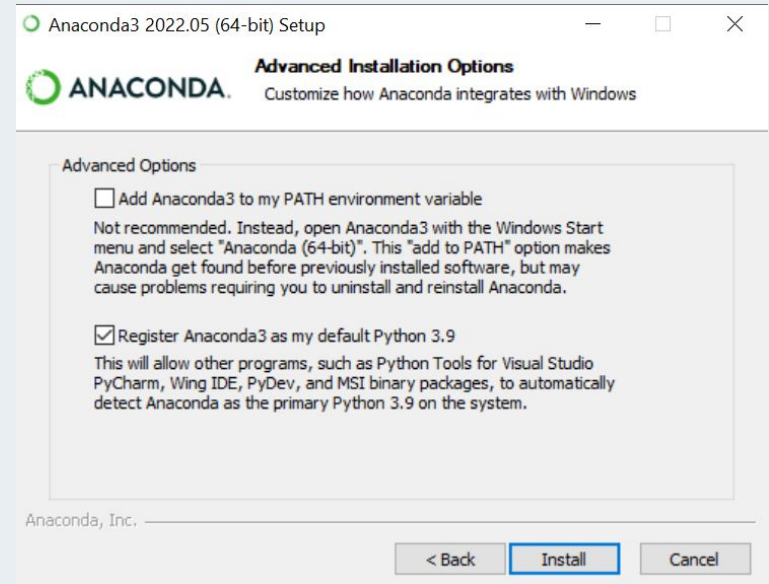 Anaconda3 2022.05 (64-bit) Setup
ANACONDA.
Advanced Installation Options
Customize how Anaconda integrates with Windows
Advanced Options
Add Anaconda3 to my PATH environment variable
Not recommended. Instead, open Anaconda3 with the Windows Start
menu and select "Anaconda (64-bit)". This "add to PATH" option makes
Anaconda get found before previously installed software, but may
cause problems requiring you to uninstall and reinstall Anaconda.
Register Anaconda3 as my default Python 3.9
This will allow other programs, such as Python Tools for Visual Studio
PyCharm, Wing IDE, PyDev, and MSI binary packages, to automatically
detect Anaconda as the primary Python 3.9 on the system.
Anaconda, Inc.
< Back
Install
Cancel